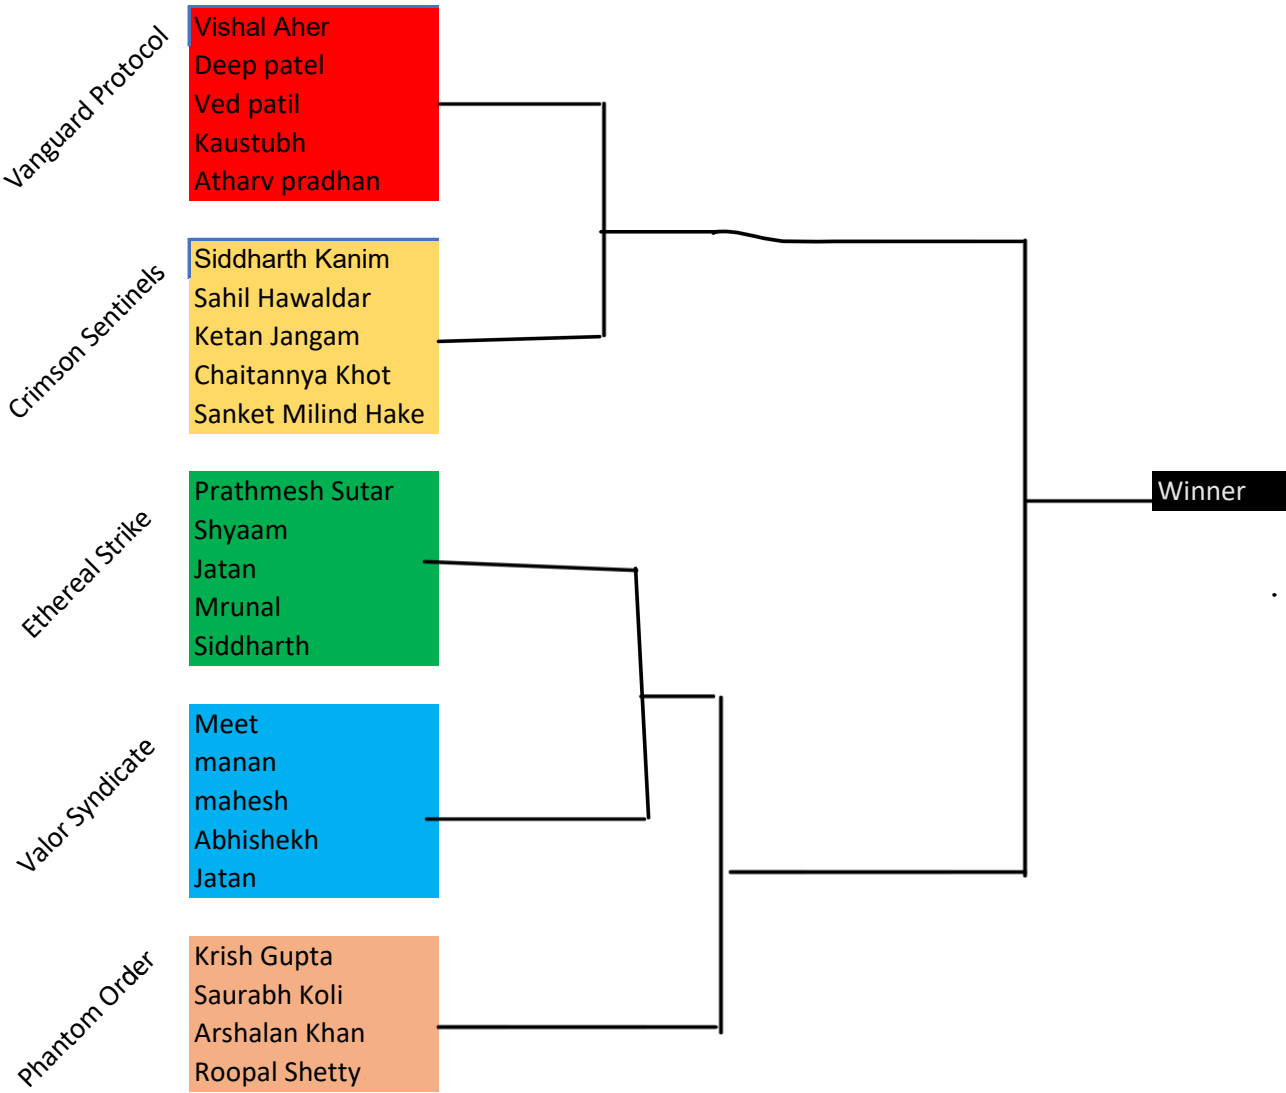 Vanguard Protocol
Vishal Aher
Deep patel
Ved patil
Kaustubh
Atharv pradhan
Crimson Sentinels
Siddharth Kanim
Sahil Hawaldar
Ketan Jangam
Chaitannya Khot
Sanket Milind Hake
Ethereal Strike
Prathmesh Sutar
Shyaam
Jatan
Mrunal
Siddharth
Valor Syndicate
Meet
manan
mahesh
Abhishekh
Jatan
Phantom Order
Krish Gupta
Saurabh Koli
Arshalan Khan
Roopal Shetty
Winner